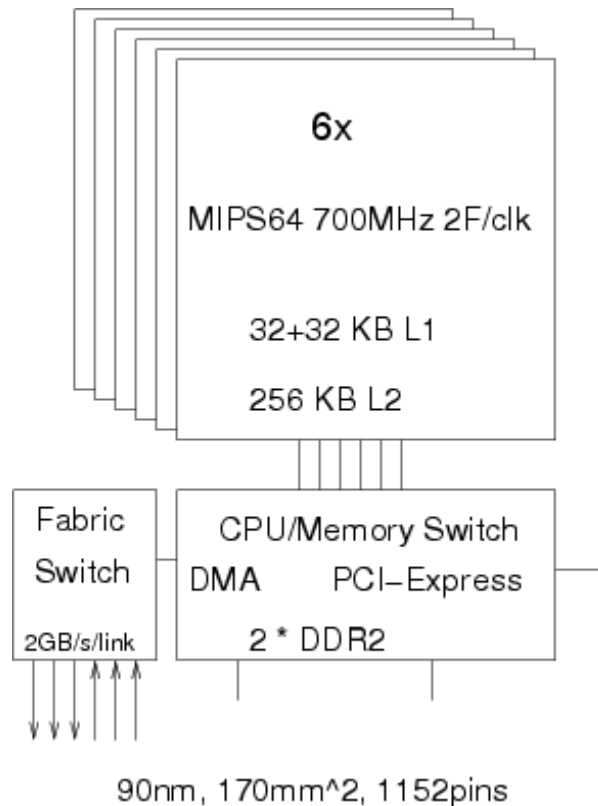 6x
MIPS64 700MHz 2F/clk
32+32 KB L1
256 KB L2
Fabric
Switch
2GB/s/link
CPU/Memory Switch
DMA PCI-Express
2 * DDR2
90nm, 170mm^2, 1152pins